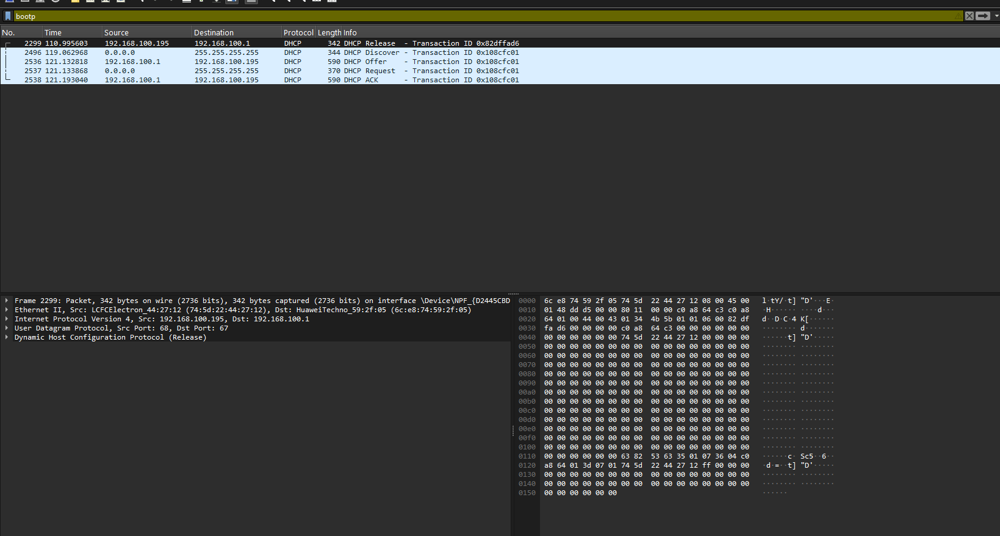 bootp
No. Time Source Destination Protocol Length Info
2299 110.995603 192.168.100.195 192.168.100.1 DHCP 342 DHCP Release - Transaction ID 0x82dffad6
2496 119.062968 0.0.0.0 255.255.255.255 DHCP 344 DHCP Discover - Transaction ID 0x108cfc01
2536 121.132818 192.168.100.1 192.168.100.195 DHCP 590 DHCP Offer - Transaction ID 0x108cfc01
2537 121.133868 0.0.0.0 255.255.255.255 DHCP 370 DHCP Request - Transaction ID 0x108cfc01
2538 121.193040 192.168.100.1 192.168.100.195 DHCP 590 DHCP ACK - Transaction ID 0x108cfc01
Frame 2299: Packet, 342 bytes on wire (2736 bits), 342 bytes captured (2736 bits) on interface \Device\NPF_{D2445CBD
Ethernet II, Src: LCFCElectron_44:27:12 (74:5d:22:44:27:12), Dst: HuaweiTechno_59:2f:05 (6c:e8:74:59:2f:05)
Internet Protocol Version 4, Src: 192.168.100.195, Dst: 192.168.100.1
User Datagram Protocol, Src Port: 68, Dst Port: 67
Dynamic Host Configuration Protocol (Release)
0000 6c e8 74 59 2f 05 74 5d 22 44 27 12 08 00 45 00 l·tY/·t] "D'···E·
0010 01 48 dd d5 00 00 80 11 00 00 c0 a8 64 c3 c0 a8 ·H······ ····d···
0020 64 01 00 44 00 43 01 34 4b 5b 01 01 06 00 82 df d··D·C·4 K[······
0030 fa d6 00 00 00 00 c0 a8 64 c3 00 00 00 00 00 00 ········ d·······
0040 00 00 00 00 00 00 74 5d 22 44 27 12 00 00 00 00 ······t] "D'·····
0050 00 00 00 00 00 00 00 00 00 00 00 00 00 00 00 00 ········ ········
0060 00 00 00 00 00 00 00 00 00 00 00 00 00 00 00 00 ········ ········
0070 00 00 00 00 00 00 00 00 00 00 00 00 00 00 00 00 ········ ········
0080 00 00 00 00 00 00 00 00 00 00 00 00 00 00 00 00 ········ ········
0090 00 00 00 00 00 00 00 00 00 00 00 00 00 00 00 00 ········ ········
00a0 00 00 00 00 00 00 00 00 00 00 00 00 00 00 00 00 ········ ········
00b0 00 00 00 00 00 00 00 00 00 00 00 00 00 00 00 00 ········ ········
00c0 00 00 00 00 00 00 00 00 00 00 00 00 00 00 00 00 ········ ········
00d0 00 00 00 00 00 00 00 00 00 00 00 00 00 00 00 00 ········ ········
00e0 00 00 00 00 00 00 00 00 00 00 00 00 00 00 00 00 ········ ········
00f0 00 00 00 00 00 00 00 00 00 00 00 00 00 00 00 00 ········ ········
0100 00 00 00 00 00 00 00 00 00 00 00 00 00 00 00 00 ········ ········
0110 00 00 00 00 00 00 63 82 53 63 35 01 07 36 04 c0 ······c· Sc5··6··
0120 a8 64 01 3d 07 01 74 5d 22 44 27 12 ff 00 00 00 ·d·=··t] "D'·····
0130 00 00 00 00 00 00 00 00 00 00 00 00 00 00 00 00 ········ ········
0140 00 00 00 00 00 00 00 00 00 00 00 00 00 00 00 00 ········ ········
0150 00 00 00 00 00 00 ······